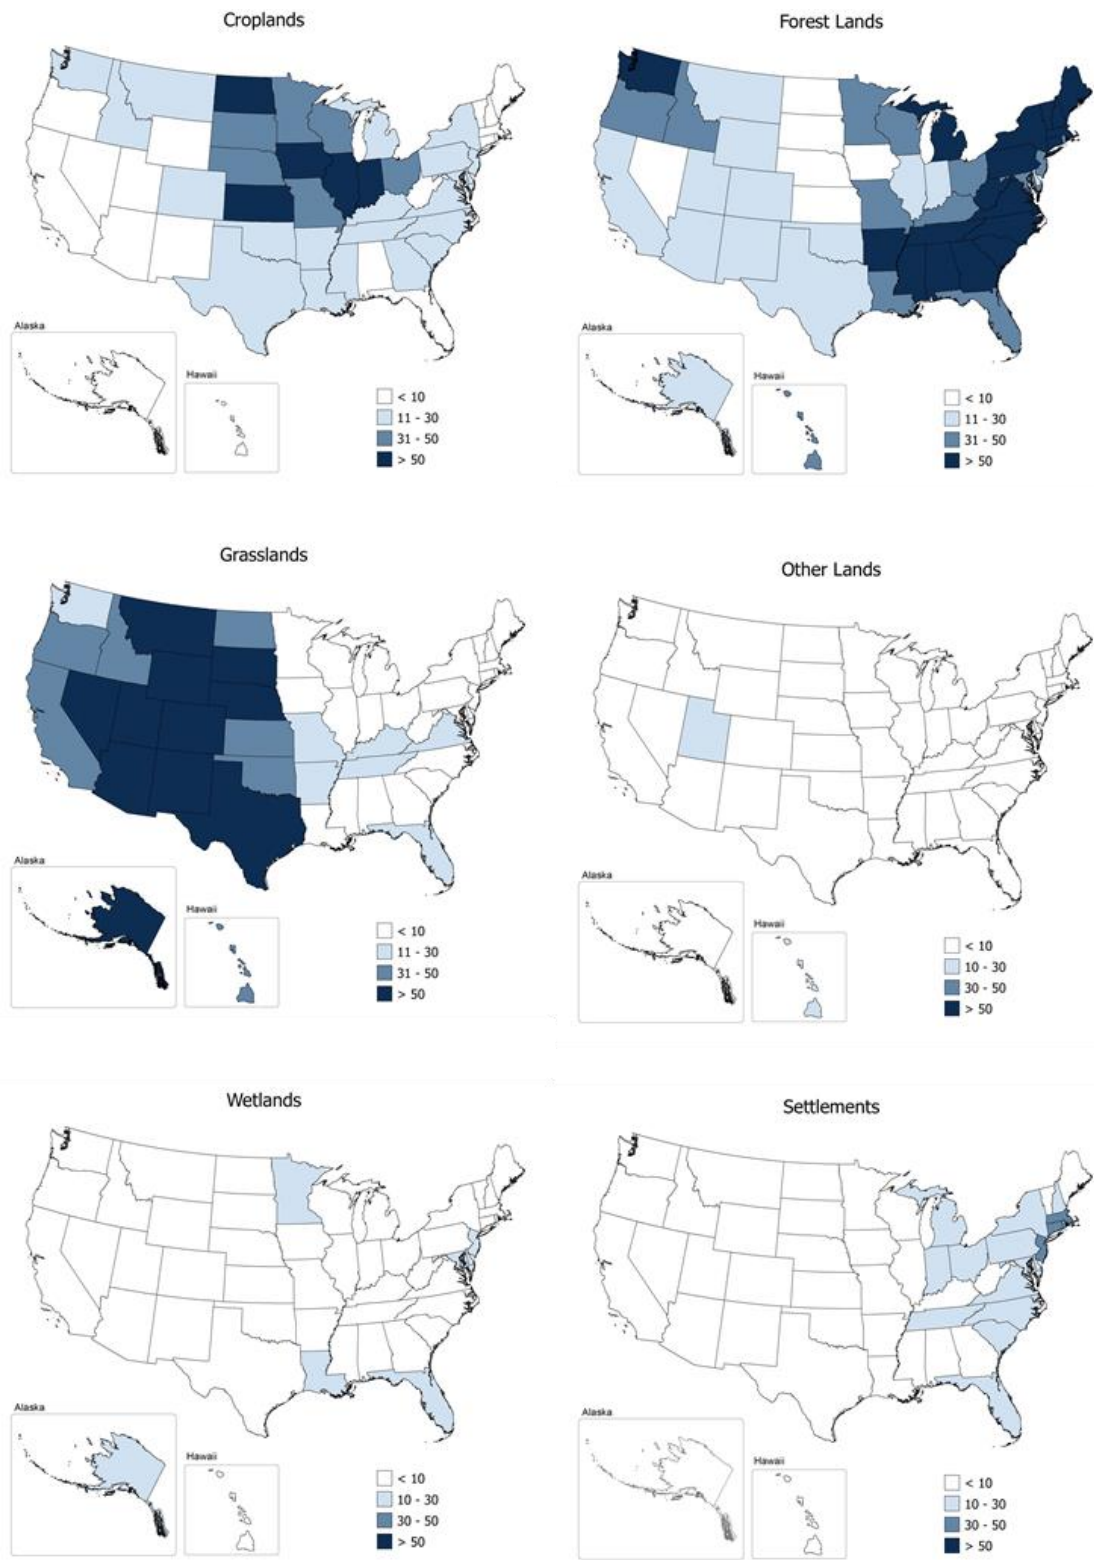 Croplands
Alaska
Hawaii
< 10
11 - 30
31 - 50
> 50
Forest Lands
Alaska
Hawaii
< 10
11 - 30
31 - 50
> 50
Grasslands
Alaska
Hawaii
< 10
11 - 30
31 - 50
> 50
Other Lands
Alaska
Hawaii
< 10
10 - 30
30 - 50
> 50
Wetlands
Alaska
Hawaii
< 10
10 - 30
30 - 50
> 50
Settlements
Alaska
Hawaii
< 10
10 - 30
30 - 50
> 50